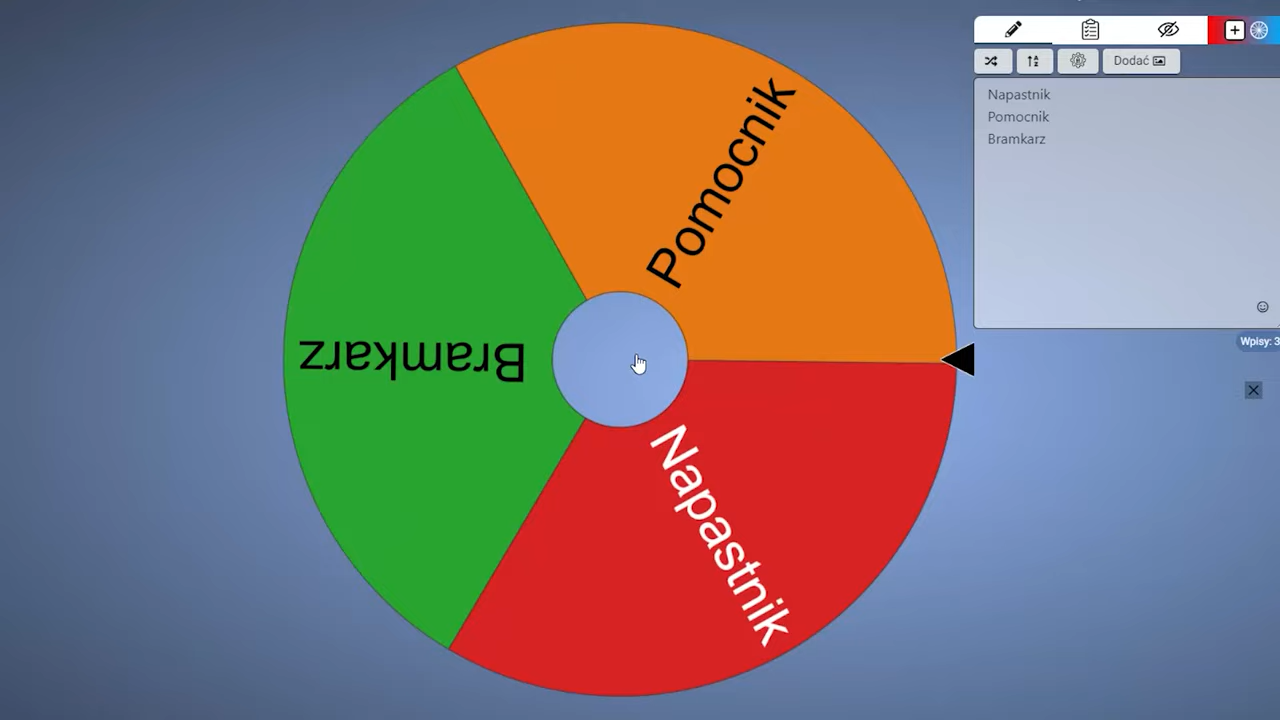 Dodać
Napastnik
Pomocnik
Bramkarz
Wpisy: 3
Pomocnik
Bramkarz
Napastnik